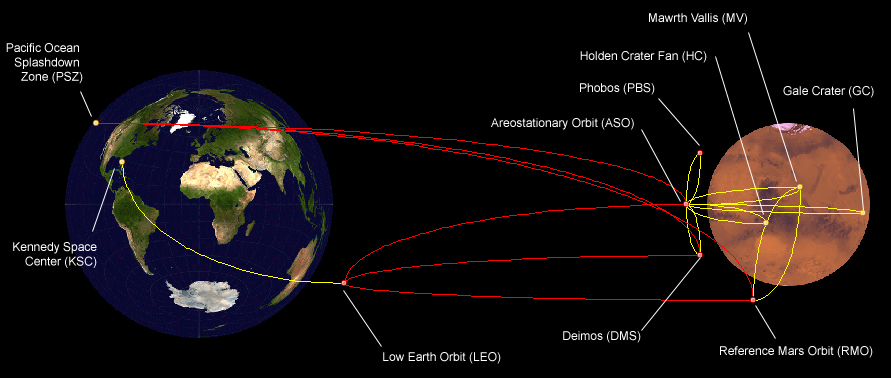 Mawrth Vallis (MV)
Pacific Ocean
Splashdown
Zone (PSZ)
Holden Crater Fan (HC)
Phobos (PBS)
Gale Crater (GC)
Areostationary Orbit (ASO)
Kennedy Space
Center (KSC)
Deimos (DMS)
Reference Mars Orbit (RMO)
Low Earth Orbit (LEO)